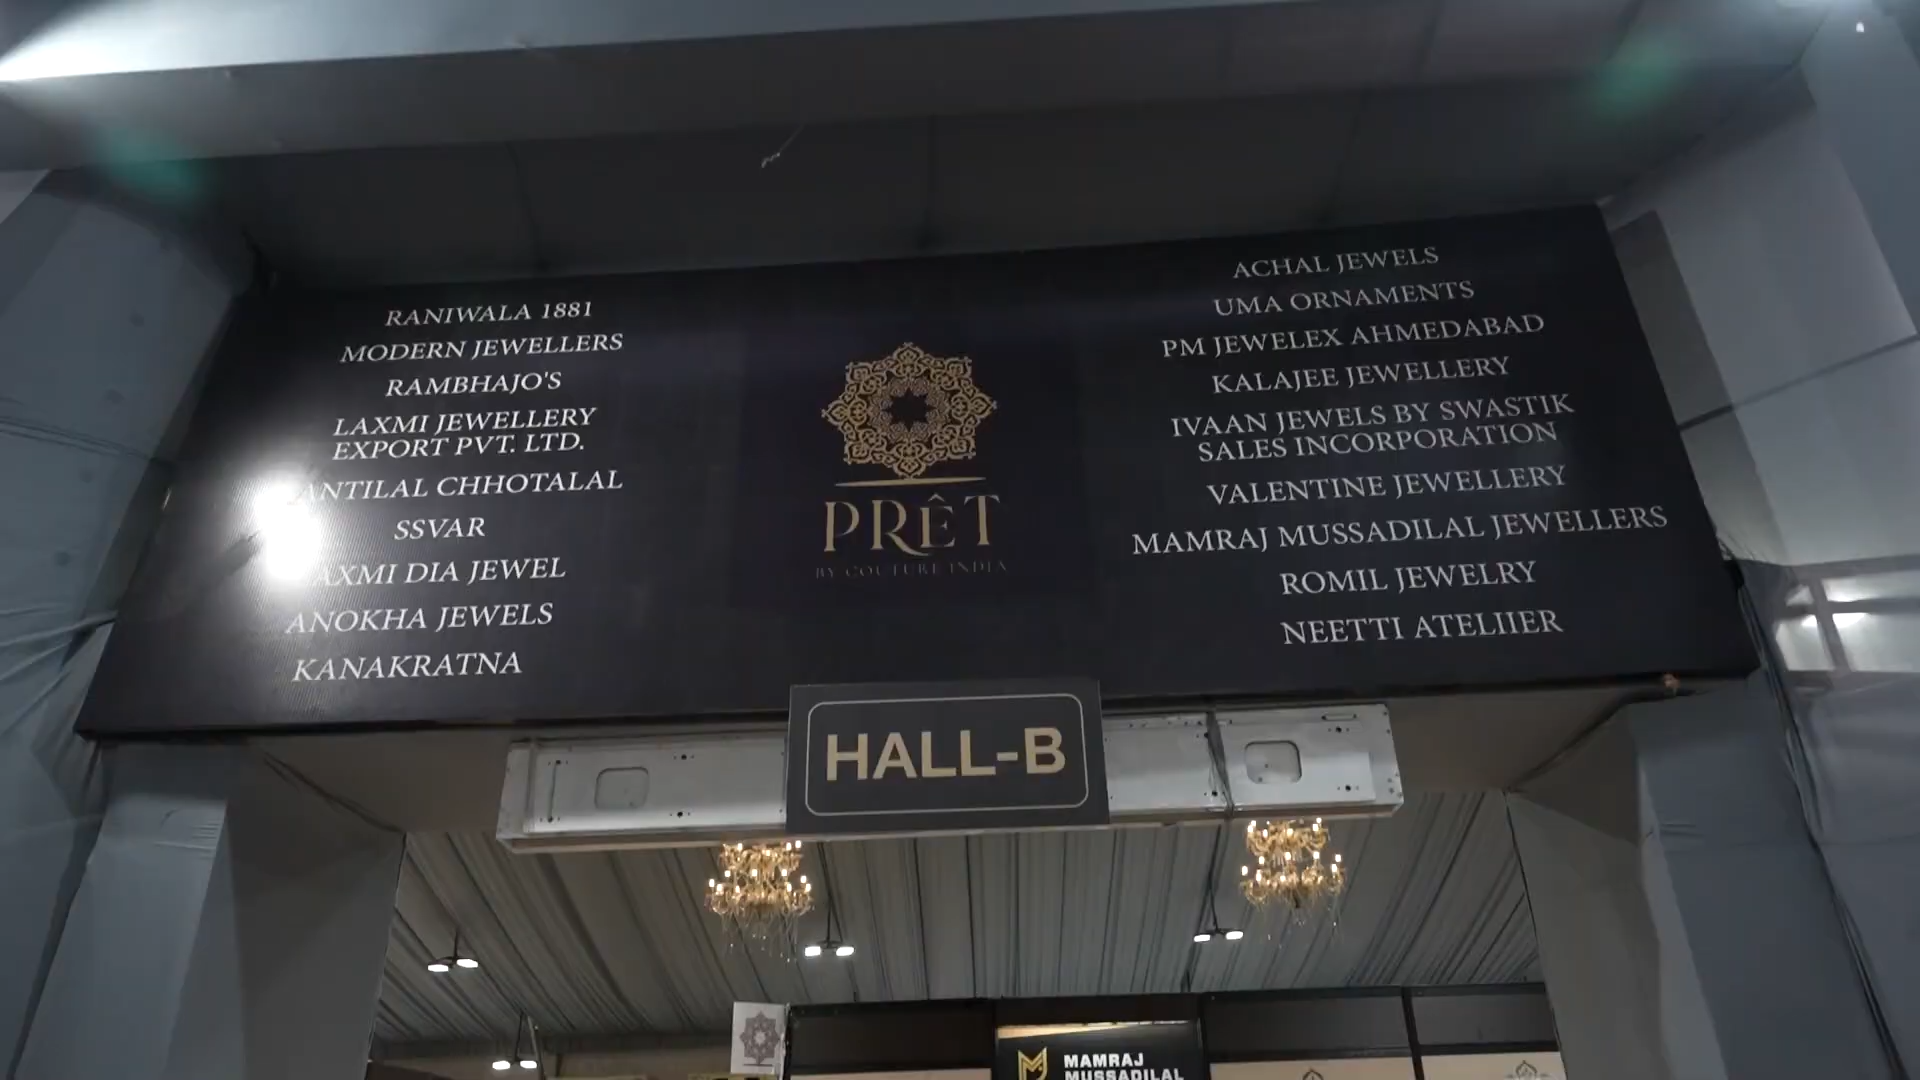 RANIWALA 1881
MODERN JEWELLERS
RAMBHAJO'S
LAXMI JEWELLERY
EXPORT PVT. LTD.
CHHOTALAL
SSVAR
DIA JEWEL
ANOKHA JEWELS
KANAKRATNA
PRÊT
BY COUTURE INDIA
ACHAL JEWELS
UMA ORNAMENTS
PM JEWELEX AHMEDABAD
KALAJEE JEWELLERY
IVAAN JEWELS BY SWASTIK
SALES INCORPORATION
VALENTINE JEWELLERY
MAMRAJ MUSSADILAL JEWELLERS
ROMIL JEWELRY
NEETTI ATELIIER
HALL-B
MAMRAJ
MUSSADILAL